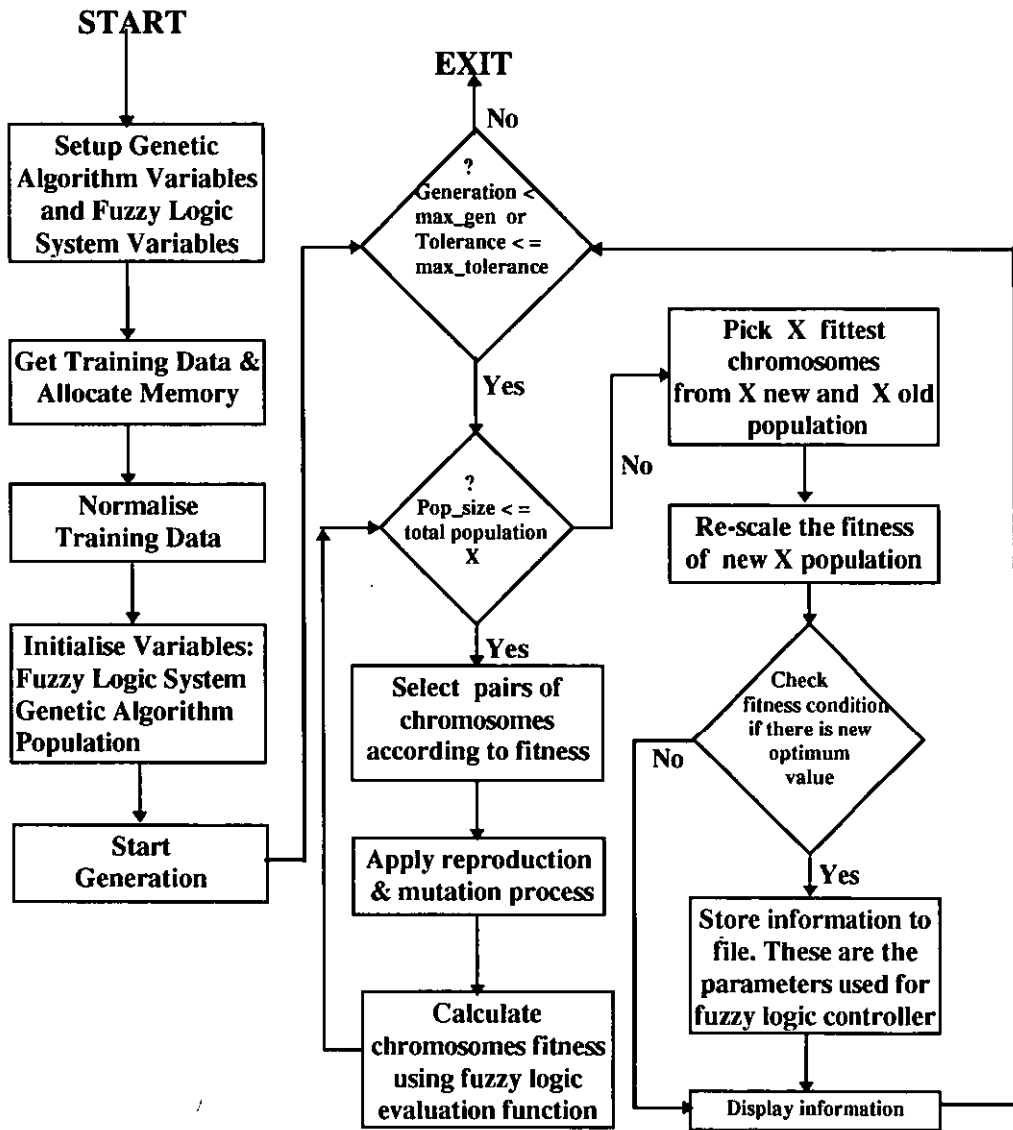 START
Setup Genetic
Algorithm Variables
and Fuzzy Logic
System Variables
Get Training Data &
Allocate Memory
Normalise
Training Data
Initialise Variables:
Fuzzy Logic System
Genetic Algorithm
Population
Start
Generation
EXIT
No
?
Generation <
max_gen or
Tolerance < =
max_tolerance
Yes
?
Pop_size < =
total population
X
No
Yes
Select pairs of
chromosomes
according to fitness
Apply reproduction
& mutation process
Calculate
chromosomes fitness
using fuzzy logic
evaluation function
Pick X fittest
chromosomes
from X new and X old
population
Re-scale the fitness
of new X population
Check
fitness condition
if there is new
optimum
value
No
Yes
Store information to
file. These are the
parameters used for
fuzzy logic controller
Display information